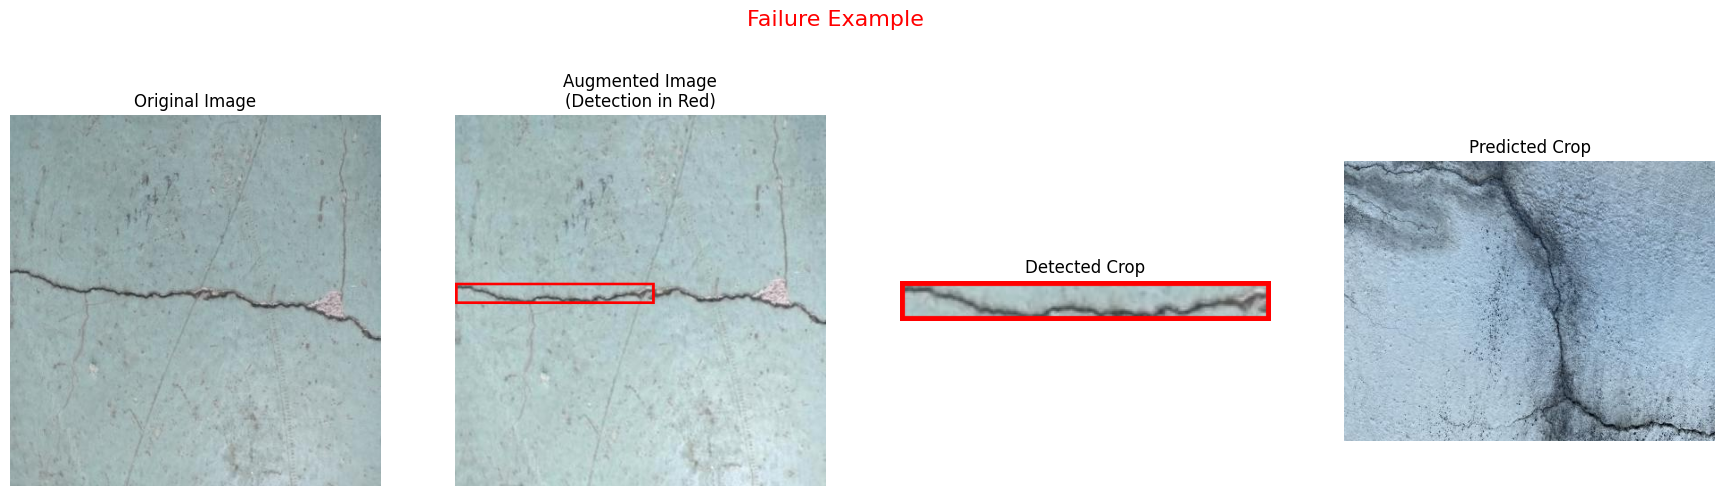 Failure Example
Original Image
Augmented Image
(Detection in Red)
Detected Crop
Predicted Crop